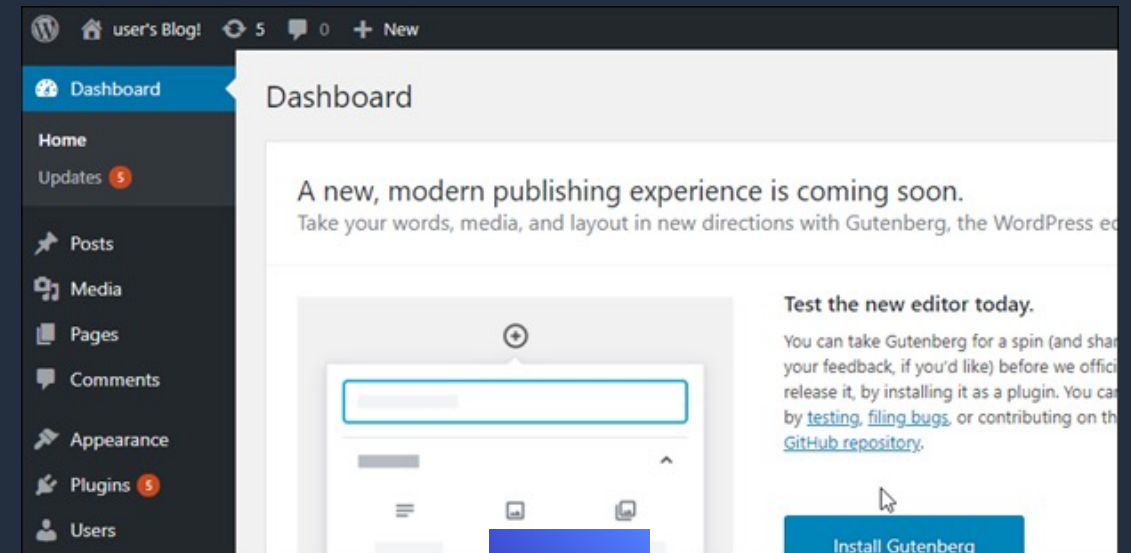 user's Blog! 5 0 + New
Dashboard
Home
Updates 5
Posts
Media
Pages
Comments
Appearance
Plugins 5
Users
Dashboard
A new, modern publishing experience is coming soon.
Take your words, media, and layout in new directions with Gutenberg, the WordPress
Test the new editor today.
You can take Gutenberg for a spin (and
your feedback, if you'd like) before we
release it, by installing it as a plugin. You
by testing, filing bugs, or contributing on
GitHub repository.
Install Gutenberg